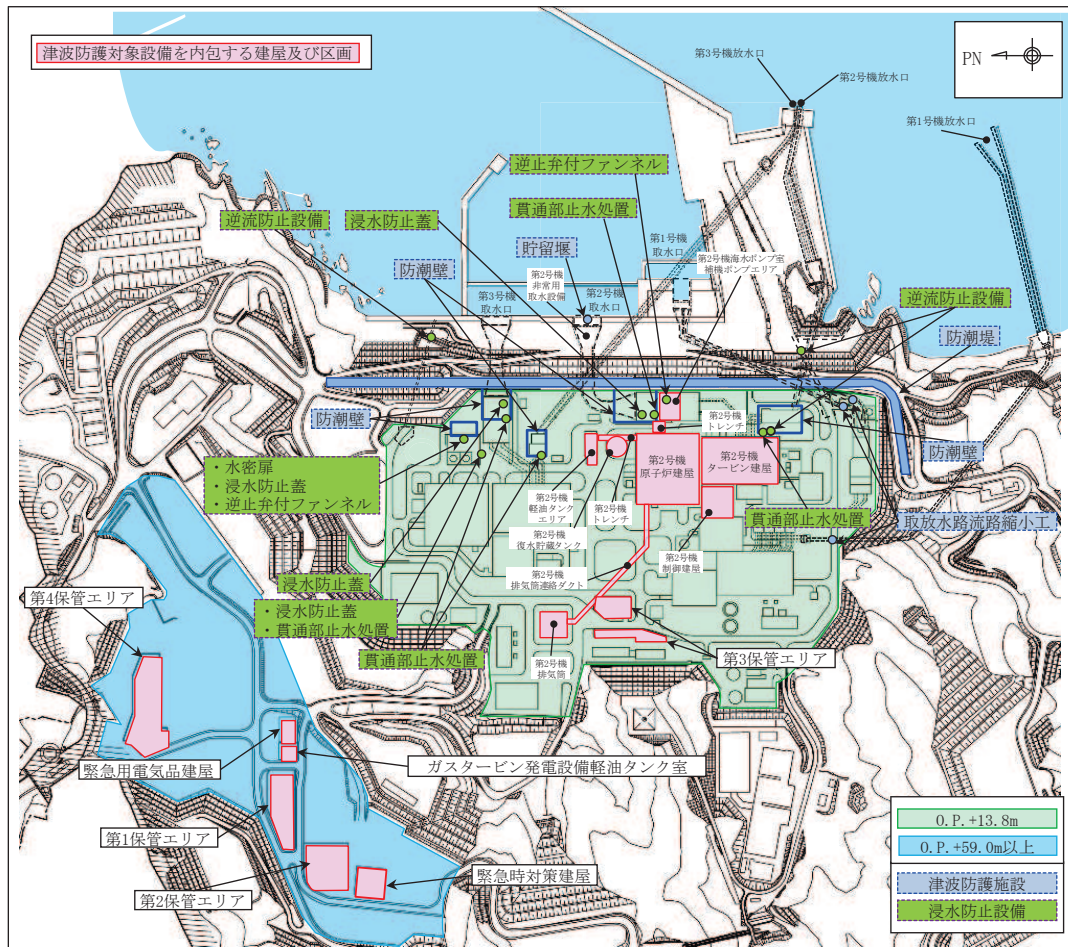 津波防護対象設備を内包する建屋及び区画
PN
第3号機放水口
第2号機放水口
第1号機放水口
逆止弁付ファンネル
貫通部止水処置
浸水防止蓋
逆流防止設備
貯留堰
防潮壁
第1号機
取水口
第2号機海水ポンプ室
補機ポンプエリア
第2号機
非常用
取水設備
第3号機
取水口
第2号機
取水口
逆流防止設備
防潮堤
防潮壁
第2号機
トレンチ
第2号機
原子炉建屋
第2号機
タービン建屋
防潮壁
・水密扉
・浸水防止蓋
・逆止弁付ファンネル
第2号機
軽油タンク
エリア
第2号機
トレンチ
貫通部止水処置
取放水路流路縮小工
第2号機
復水貯蔵タンク
第2号機
制御建屋
第2号機
排気筒連絡ダクト
浸水防止蓋
第4保管エリア
・浸水防止蓋
・貫通部止水処置
貫通部止水処置
第2号機
排気筒
第3保管エリア
緊急用電気品建屋
ガスタービン発電設備軽油タンク室
第1保管エリア
緊急時対策建屋
第2保管エリア
O.P.+13.8m
O.P.+59.0m以上
津波防護施設
浸水防止設備